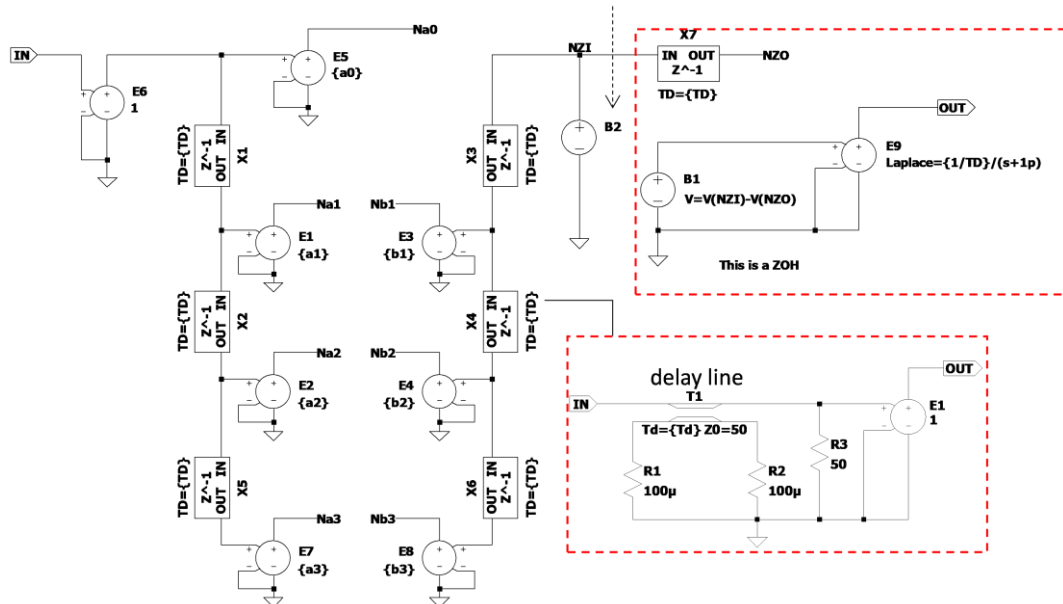 IN
E6
1
Na0
E5
{a0}
TD={TD}
IN
OUT
Z^-1
X1
Na1
E1
{a1}
TD={TD}
IN
OUT
Z^-1
X2
Na2
E2
{a2}
TD={TD}
IN
OUT
Z^-1
X5
Na3
E7
{a3}
X3
IN
OUT
Z^-1
TD={TD}
Nb1
E3
{b1}
X4
IN
OUT
Z^-1
TD={TD}
Nb2
E4
{b2}
X6
IN
OUT
Z^-1
TD={TD}
Nb3
E8
{b3}
NZI
B2
X7
IN OUT
Z^-1
TD={TD}
NZO
OUT
E9
Laplace={1/TD}/(s+1p)
B1
V=V(NZI)-V(NZO)
This is a ZOH
delay line
T1
IN
Td={Td} Z0=50
OUT
E1
1
R1
100µ
R2
100µ
R3
50